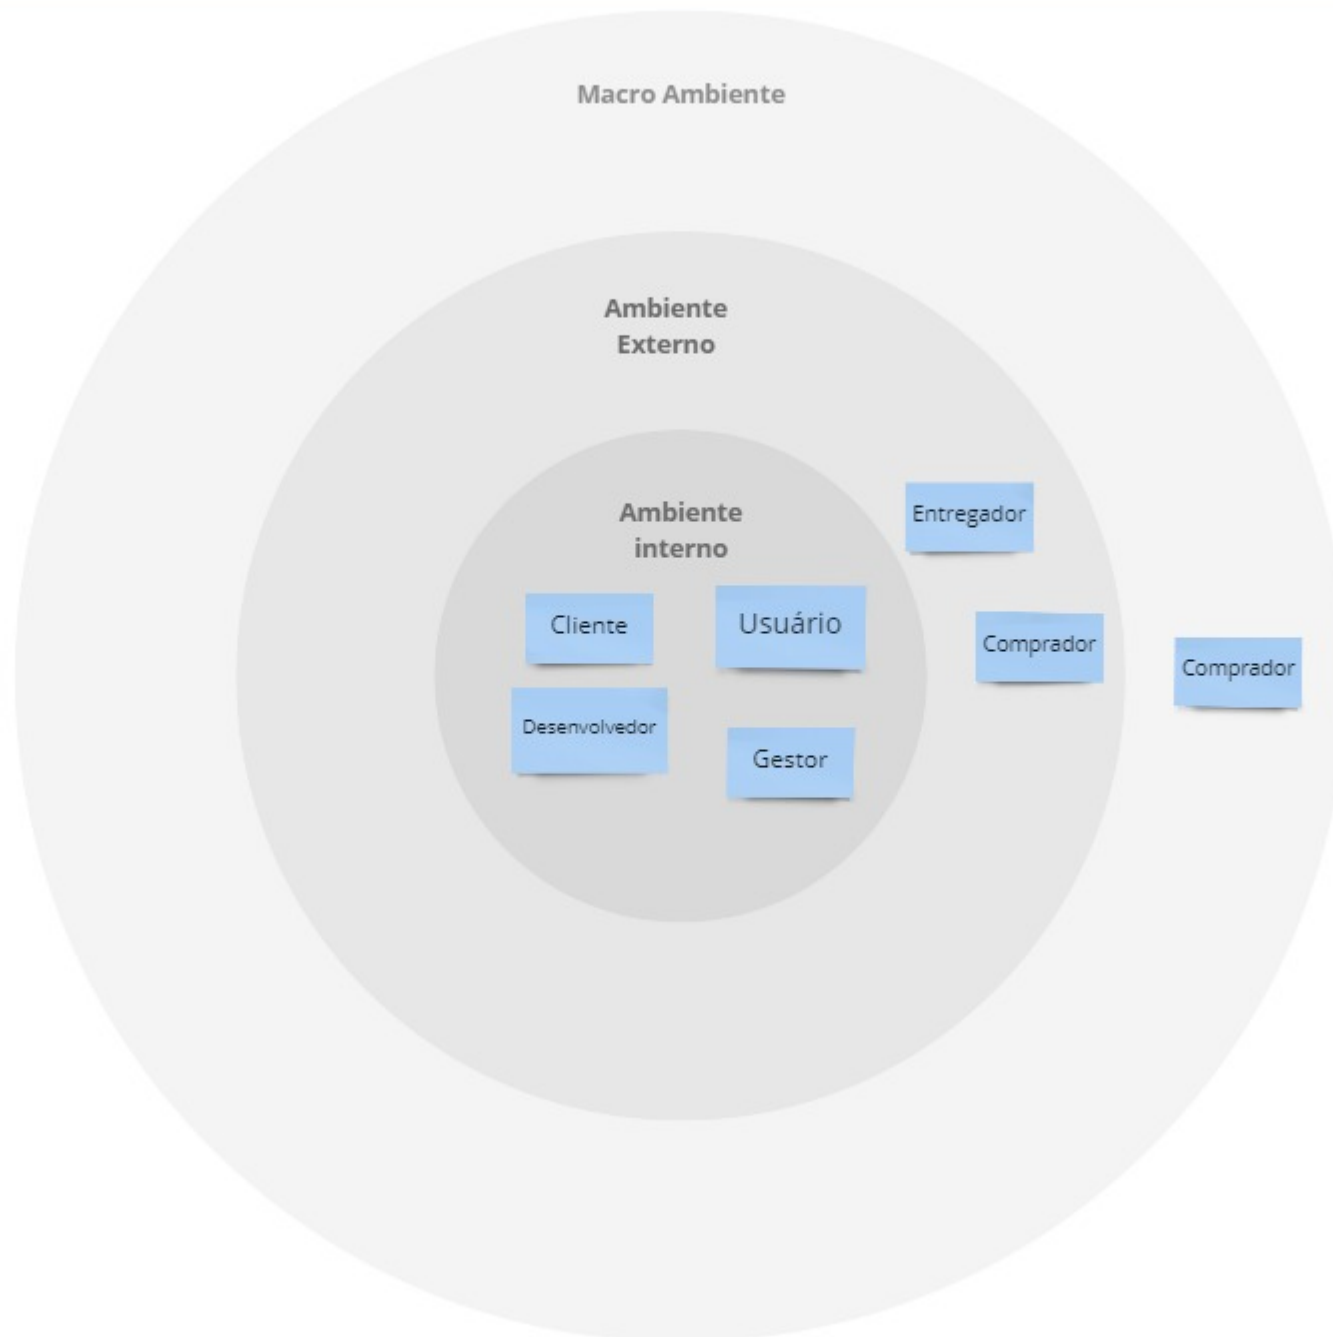 Macro Ambiente
Ambiente
Externo
Ambiente
interno
Entregador
Cliente
Usuário
Comprador
Comprador
Desenvolvedor
Gestor